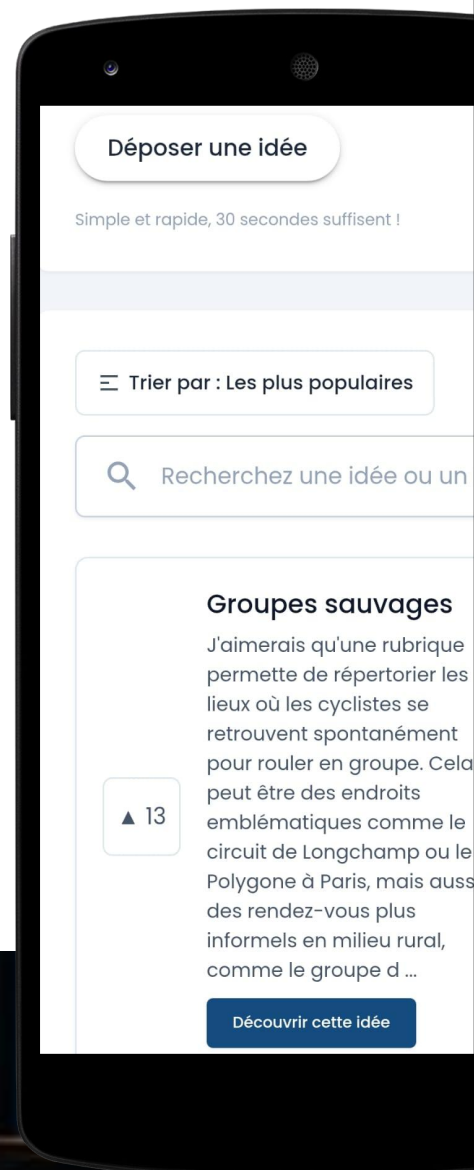 Déposer une idée
Simple et rapide, 30 secondes suffisent !
Trier par : Les plus populaires
Recherchez une idée ou un
Groupes sauvages
J'aimerais qu'une rubrique
permette de répertorier les
lieux où les cyclistes se
retrouvent spontanément
pour rouler en groupe. Cela
peut être des endroits
emblématiques comme le
circuit de Longchamp ou le
Polygone à Paris, mais auss
des rendez-vous plus
informels en milieu rural,
comme le groupe d ...
▲ 13
Découvrir cette idée